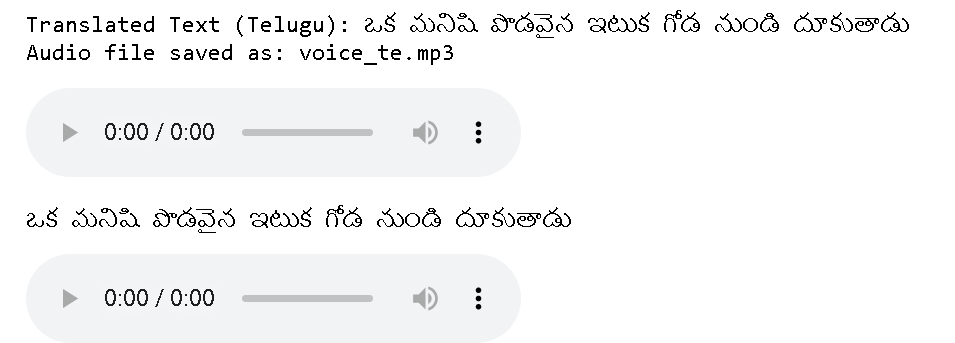 Translated Text (Telugu): ఒక మనిషి పొడవైన ఇటుక గోడ నుండి దూకుతాడు
Audio file saved as: voice_te.mp3
0:00 / 0:00
ఒక మనిషి పొడవైన ఇటుక గోడ నుండి దూకుతాడు
0:00 / 0:00